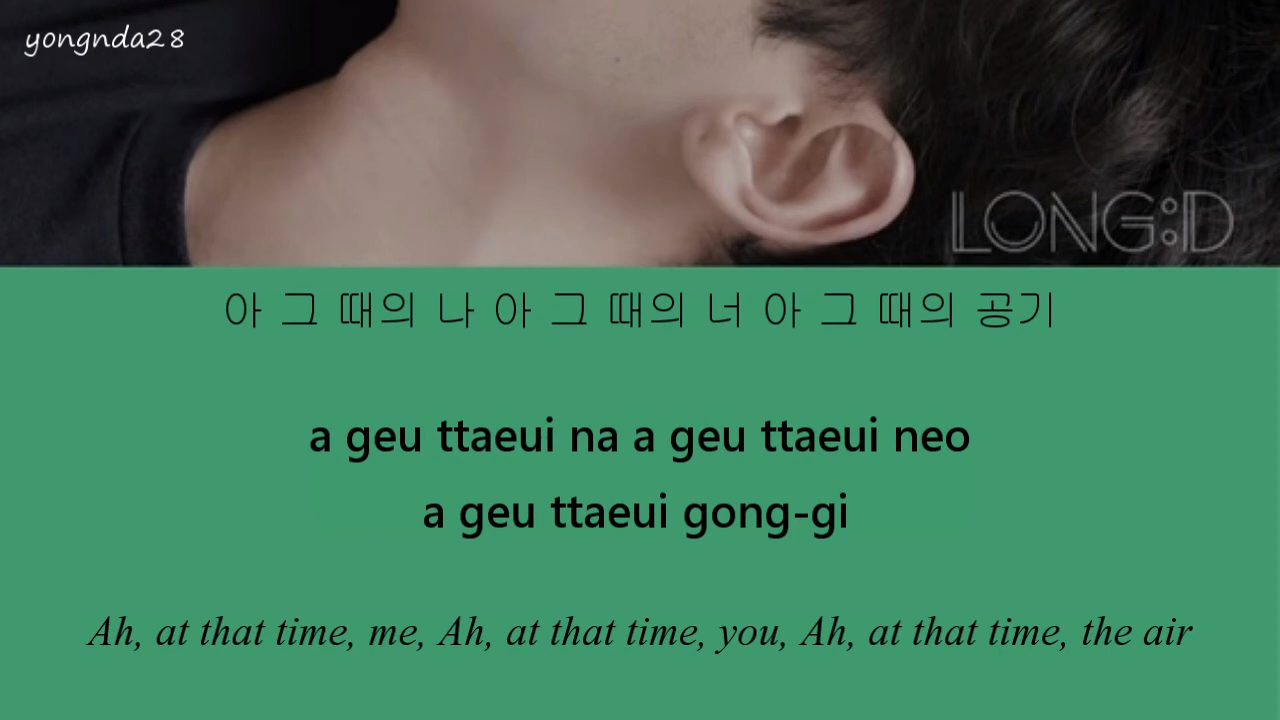 yongnda28
LONG:D
아 그 때의 나 아 그 때의 너 아 그 때의 공기
a geu ttaeui na a geu ttaeui neo
a geu ttaeui gong-gi
Ah, at that time, me, Ah, at that time, you, Ah, at that time, the air